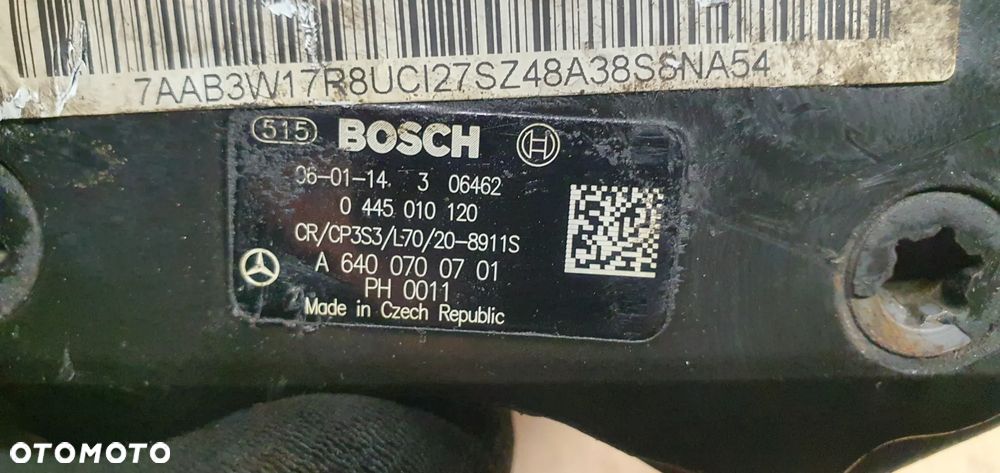 7AAB3W17R8UCI27SZ48A38S8NA54
515 BOSCH
06-01-14 3 06462
0 445 010 120
CR/CP3S3/L70/20-8911S
A 640 070 07 01
PH 0011
Made in Czech Republic
OTOMOTO